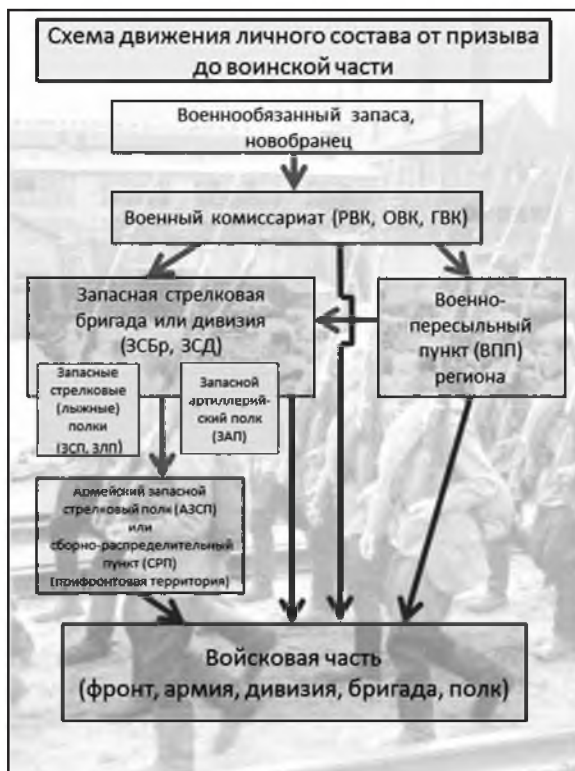 Схема движения личного состава от призыва
до воинской части
Военнообязанный запаса,
новобранец
Военный комиссариат (РВК, ОВК, ГВК)
Запасная стрелковая
бригада или дивизия
(ЗСБр, ЗСД)
Военно-
пересыльный
пункт (ВПП)
региона
Запасные
стрелковые
(лыжные)
полки
(ЗСП, ЗЛП)
Запасной
артиллерий-
ский полк
(ЗАП)
Армейский запасной
стрелковый полк (АЗСП)
или
сборно-распределительный
пункт (СРП)
(прифронтовая территория)
Войсковая часть
(фронт, армия, дивизия, бригада, полк)